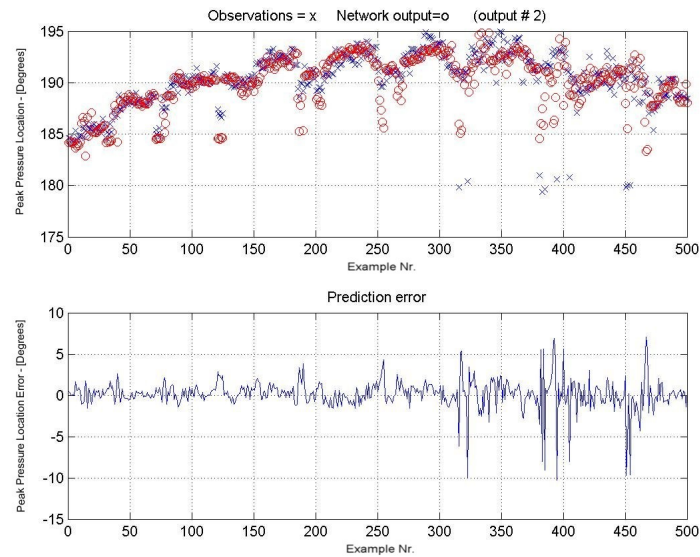 Observations = x Network output=o (output # 2)
Peak Pressure Location - [Degrees]
195
190
185
180
175
0 50 100 150 200 250 300 350 400 450 500
Example Nr.
Prediction error
Peak Pressure Location Error - [Degrees]
10
5
0
-5
-10
-15
0 50 100 150 200 250 300 350 400 450 500
Example Nr.